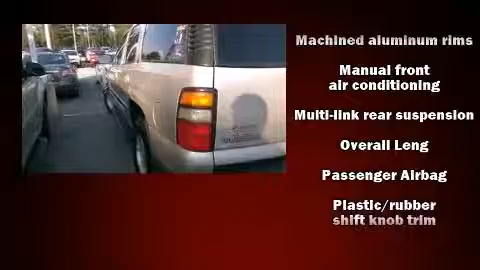 Machined aluminum rims
Manual front
air conditioning
Multi-link rear suspension
Overall Leng
Passenger Airbag
Plastic/rubber
shift knob trim